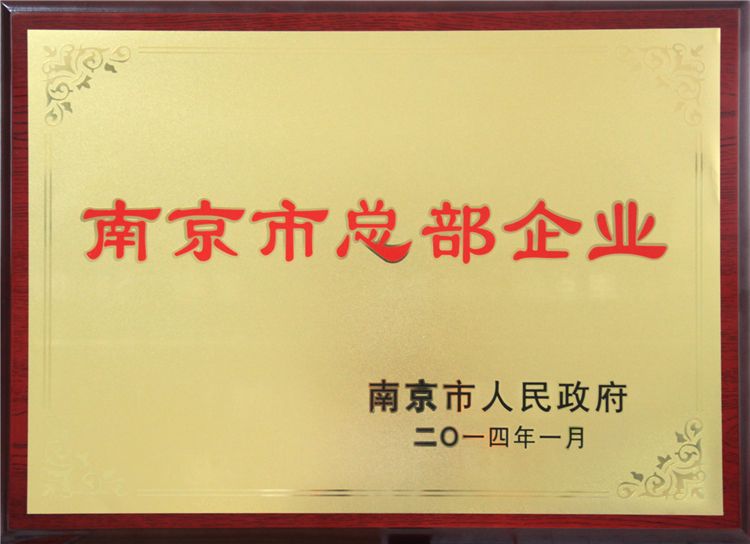 南京市总部企业
南京市人民政府
二〇一四年一月